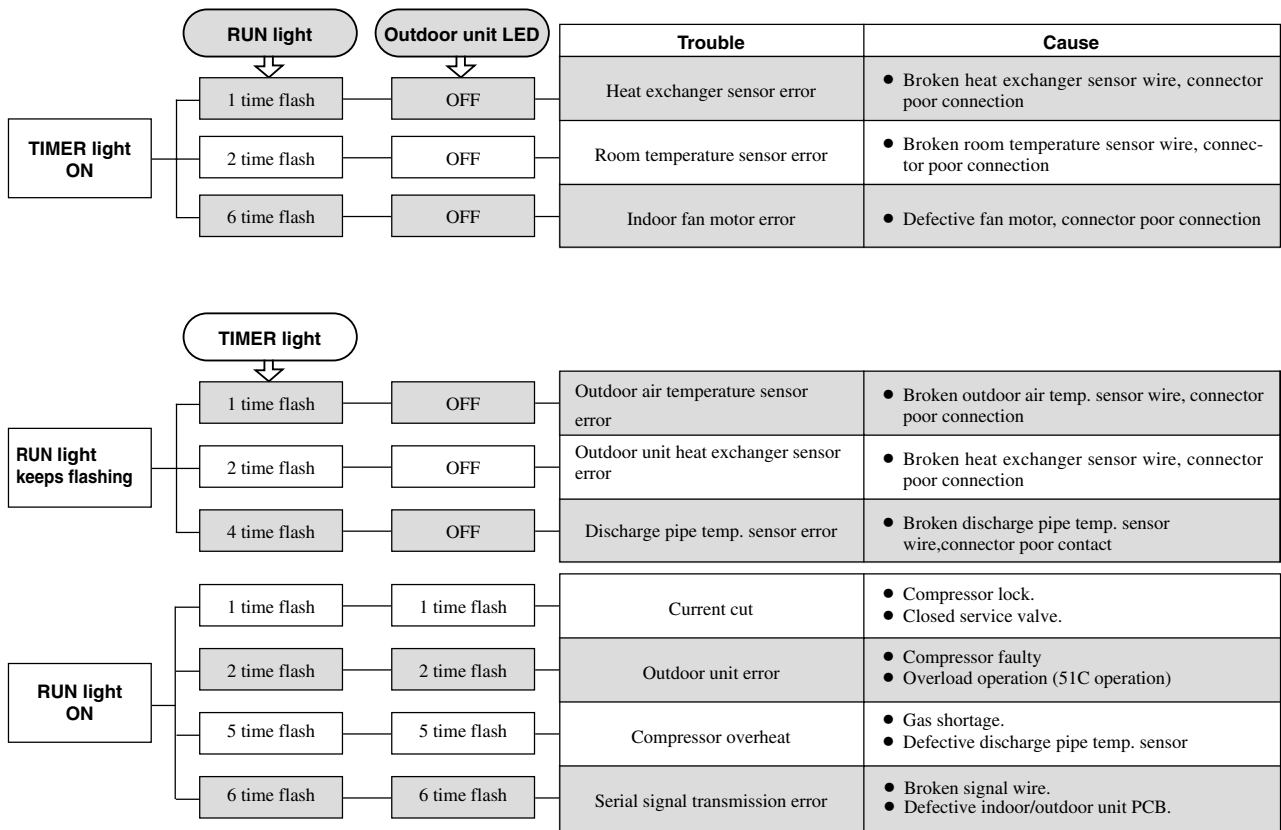 RUN light
Outdoor unit LED
Trouble
Cause
TIMER light
ON
1 time flash
OFF
Heat exchanger sensor error
● Broken heat exchanger sensor wire, connector
poor connection
2 time flash
OFF
Room temperature sensor error
● Broken room temperature sensor wire, connec-
tor poor connection
6 time flash
OFF
Indoor fan motor error
● Defective fan motor, connector poor connection
TIMER light
RUN light
keeps flashing
1 time flash
OFF
Outdoor air temperature sensor
error
● Broken outdoor air temp. sensor wire, connector
poor connection
2 time flash
OFF
Outdoor unit heat exchanger sensor
error
● Broken heat exchanger sensor wire, connector
poor connection
4 time flash
OFF
Discharge pipe temp. sensor error
● Broken discharge pipe temp. sensor
wire,connector poor contact
RUN light
ON
1 time flash
1 time flash
Current cut
● Compressor lock.
● Closed service valve.
2 time flash
2 time flash
Outdoor unit error
● Compressor faulty
● Overload operation (51C operation)
5 time flash
5 time flash
Compressor overheat
● Gas shortage.
● Defective discharge pipe temp. sensor
6 time flash
6 time flash
Serial signal transmission error
● Broken signal wire.
● Defective indoor/outdoor unit PCB.